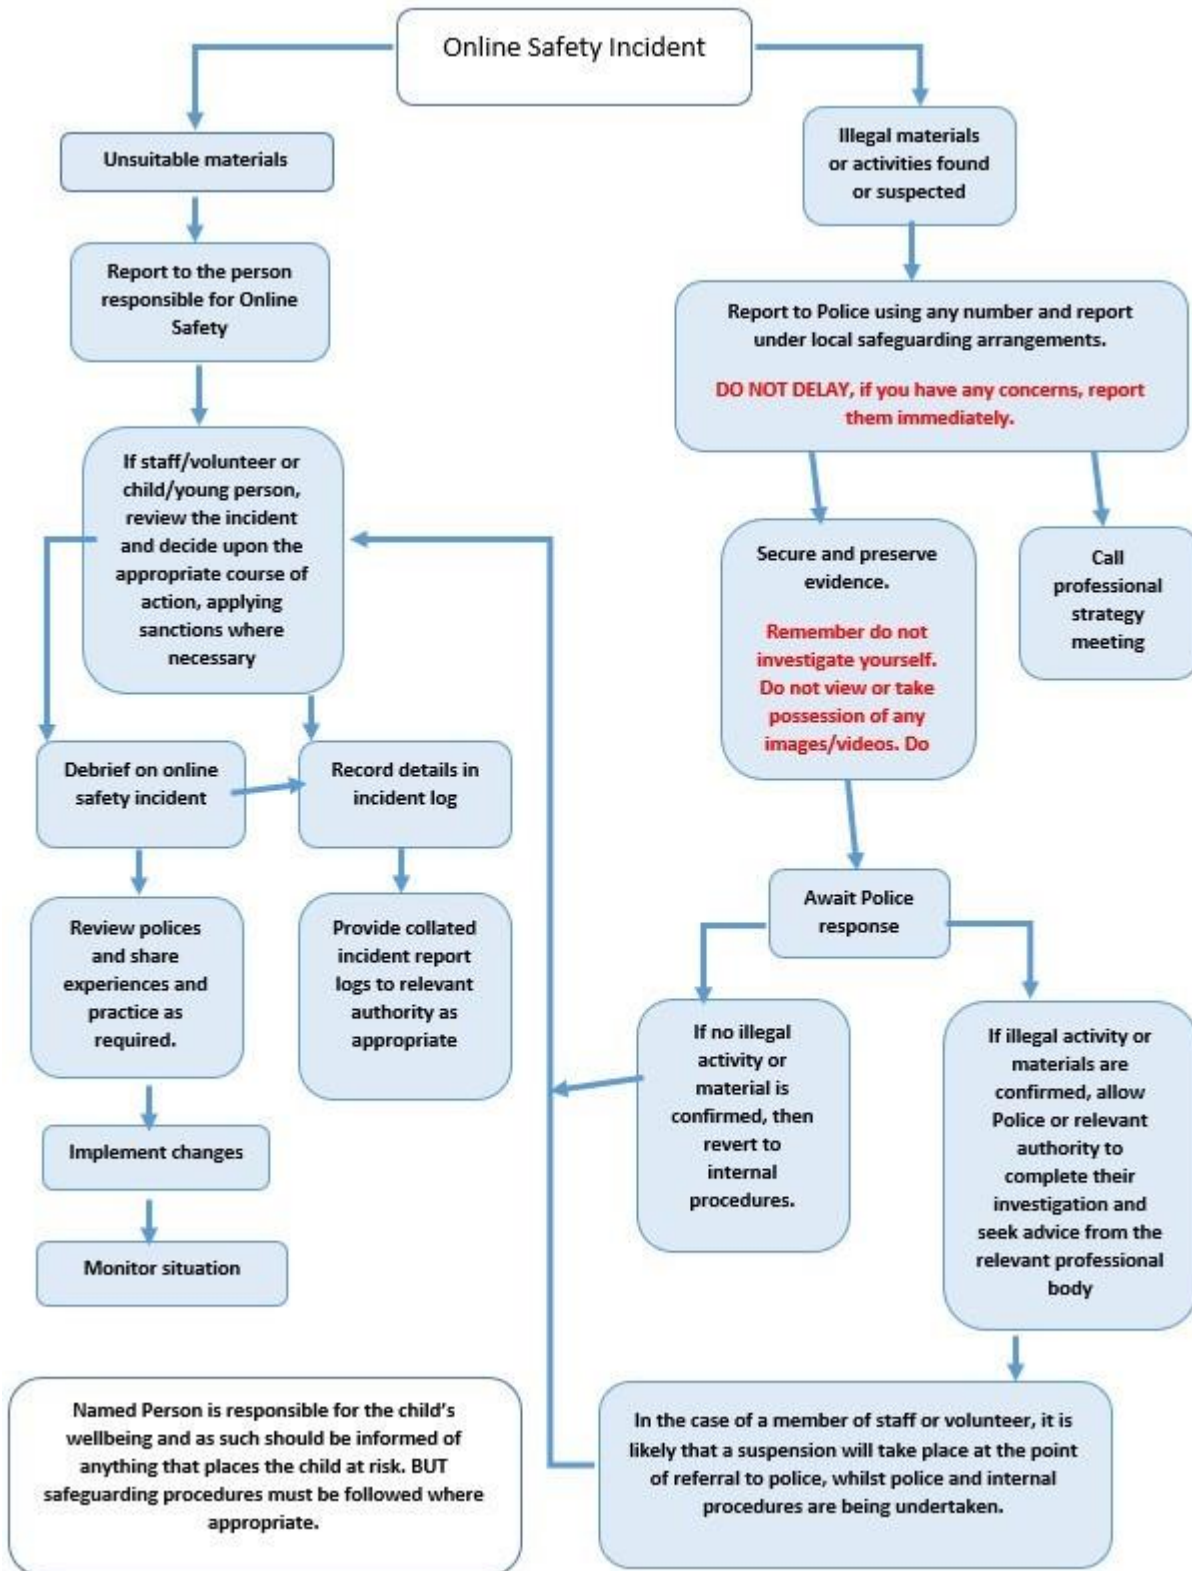 Online Safety Incident
Unsuitable materials
Illegal materials
or activities found
or suspected
Report to the person
responsible for Online
Safety
Report to Police using any number and report
under local safeguarding arrangements.
DO NOT DELAY, if you have any concerns, report
them immediately.
If staff/volunteer or
child/young person,
review the incident
and decide upon the
appropriate course of
action, applying
sanctions where
necessary
Secure and preserve
evidence.
Remember do not
investigate yourself.
Do not view or take
possession of any
images/videos. Do
Call
professional
strategy
meeting
Debrief on online
safety incident
Record details in
incident log
Review polices
and share
experiences and
practice as
required.
Provide collated
incident report
logs to relevant
authority as
appropriate
Await Police
response
If no illegal
activity or
material is
confirmed, then
revert to
internal
procedures.
If illegal activity or
materials are
confirmed, allow
Police or relevant
authority to
complete their
investigation and
seek advice from the
relevant professional
body
Implement changes
Monitor situation
Named Person is responsible for the child’s
wellbeing and as such should be informed of
anything that places the child at risk. BUT
safeguarding procedures must be followed where
appropriate.
In the case of a member of staff or volunteer, it is
likely that a suspension will take place at the point
of referral to police, whilst police and internal
procedures are being undertaken.